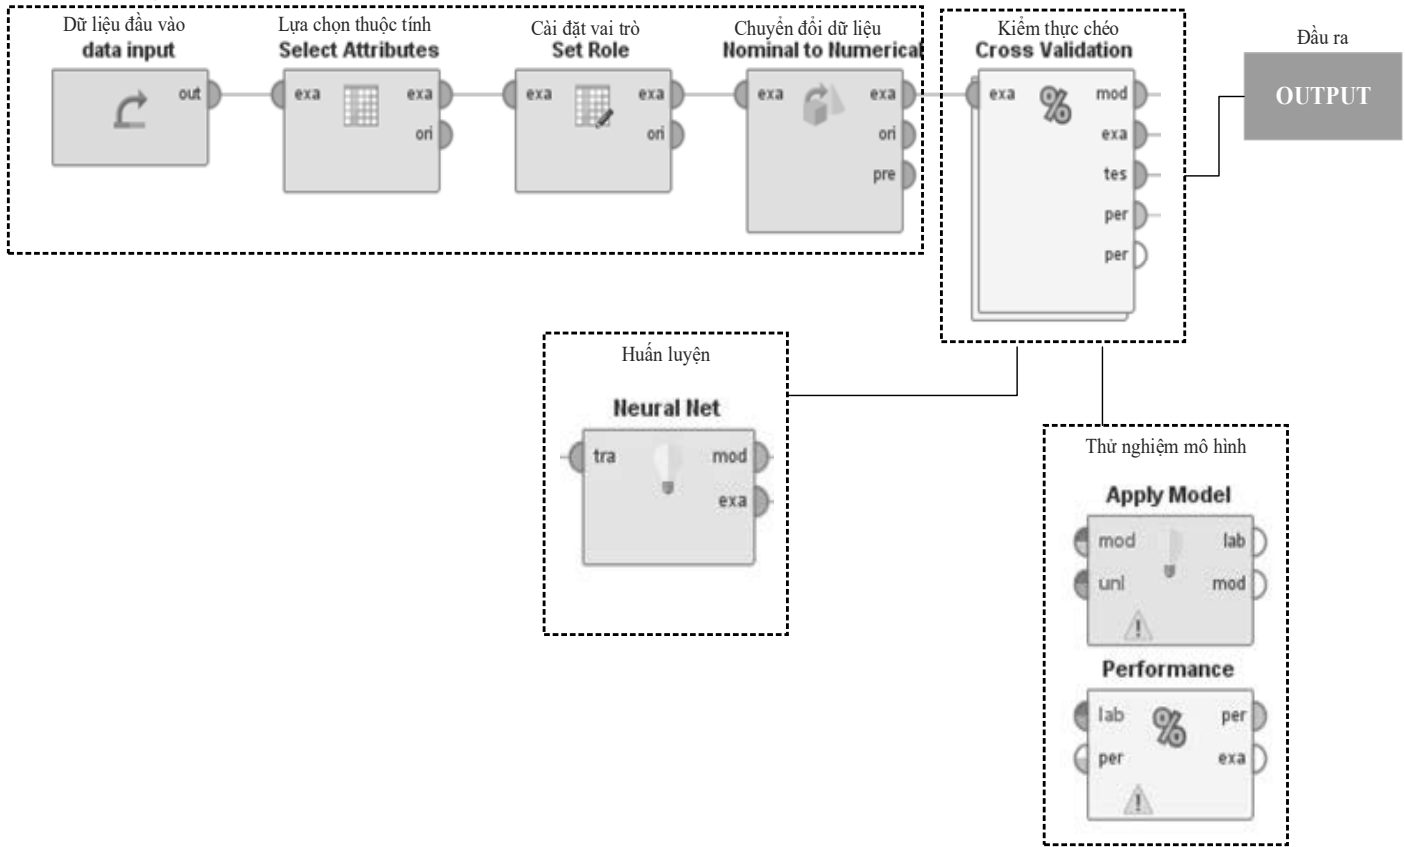 Dữ liệu đầu vào
data input
out
Lựa chọn thuộc tính
Select Attributes
exa
exa
ori
Cài đặt vai trò
Set Role
exa
exa
ori
Chuyển đổi dữ liệu
Nominal to Numerical
exa
exa
ori
pre
Kiểm thực chéo
Cross Validation
exa
%
mod
exa
tes
per
per
Đầu ra
OUTPUT
Huấn luyện
Neural Net
tra
mod
exa
Thử nghiệm mô hình
Apply Model
mod
lab
unl
mod
!
Performance
lab
%
per
per
exa
!